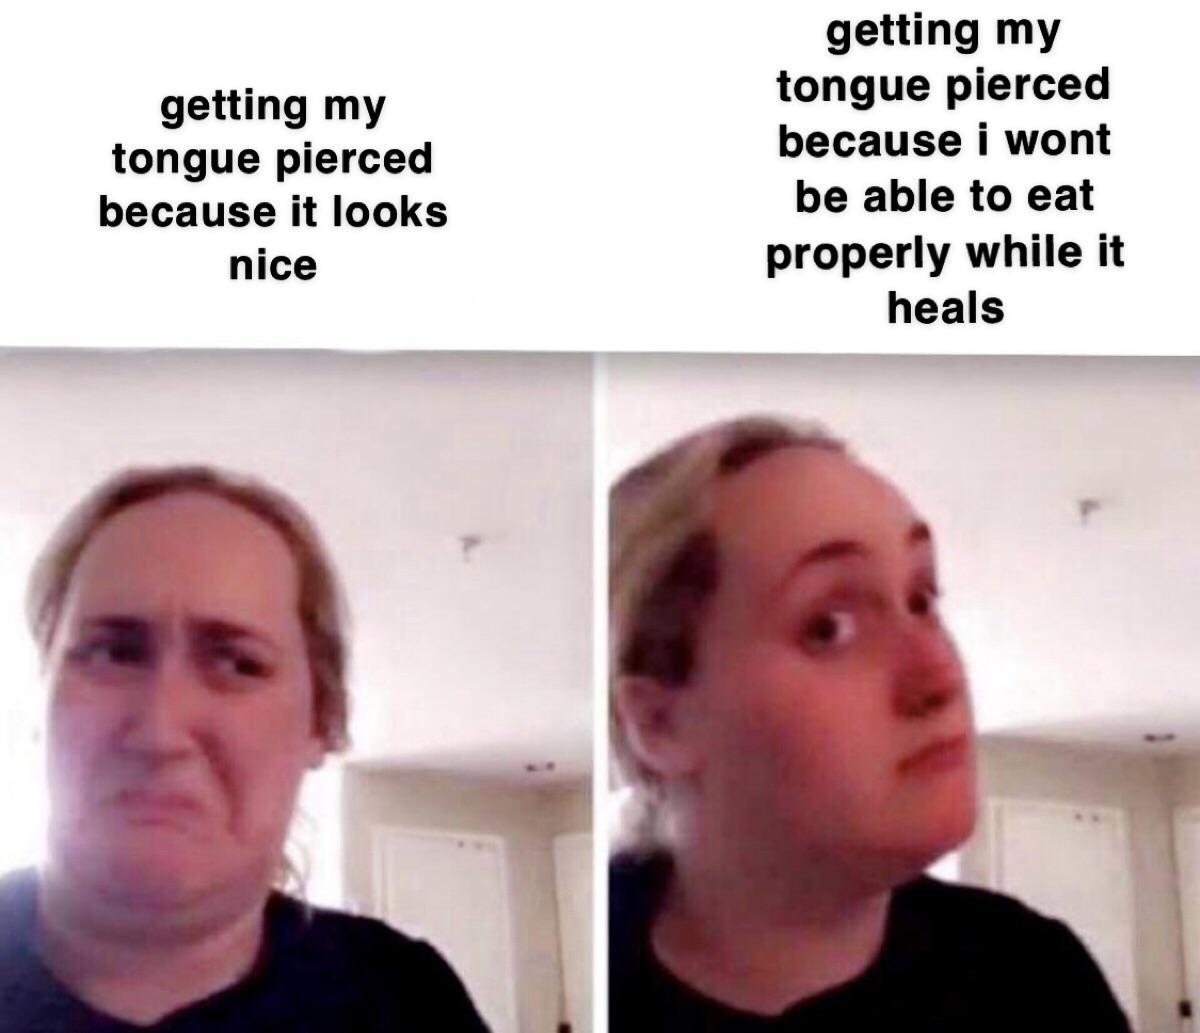 getting my
tongue pierced
because it looks
nice
getting my
tongue pierced
because i wont
be able to eat
properly while it
heals